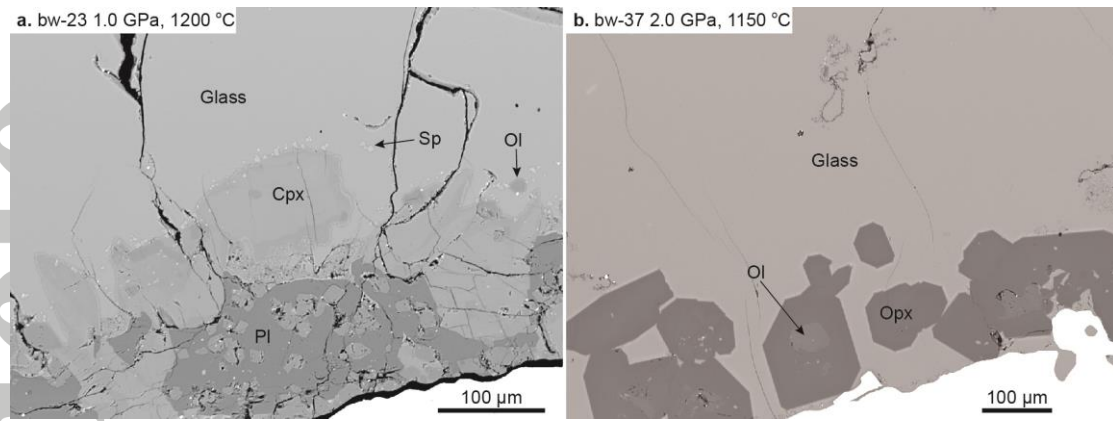 a. bw-23 1.0 GPa, 1200 °C
Glass
Sp
Ol
Cpx
Pl
100 µm
b. bw-37 2.0 GPa, 1150 °C
Glass
Ol
Opx
100 µm